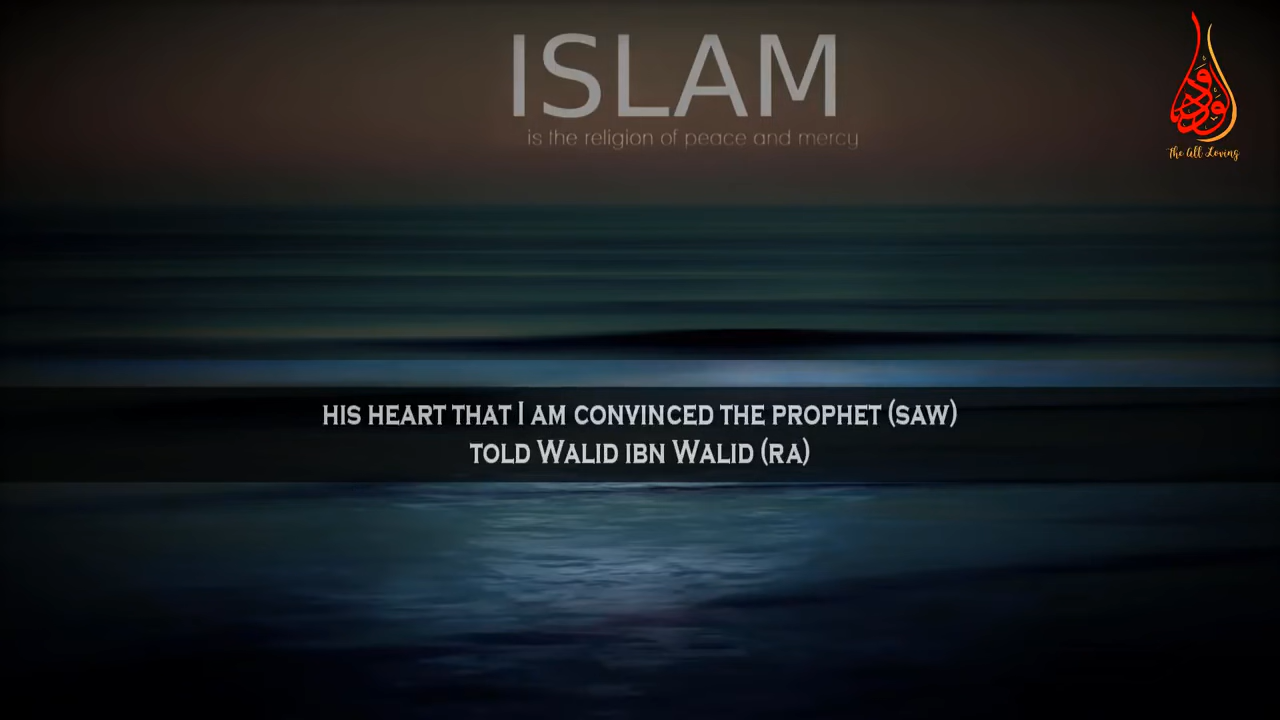 ISLAM
is the religion of peace and mercy
الودود
The All Loving
HIS HEART THAT I AM CONVINCED THE PROPHET (SAW)
TOLD WALID IBN WALID (RA)